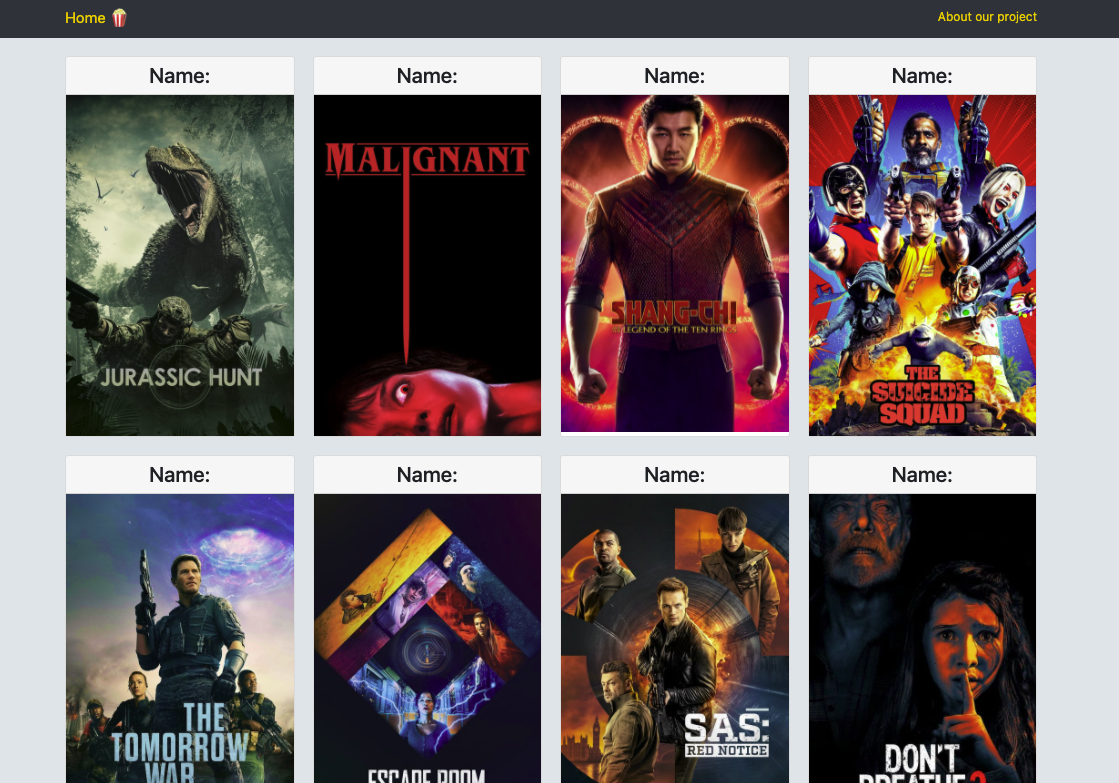 Home 🍿
About our project
Name:
Name:
Name:
Name:
JURASSIC HUNT
MALIGNANT
SHANG-CHI
LEGEND OF THE TEN RINGS
THE
SUICIDE
SQUAD
Name:
Name:
Name:
Name:
THE
TOMORROW
WAR
ESCAPE ROOM
SAS:
RED NOTICE
DON'T
BREATHE 2